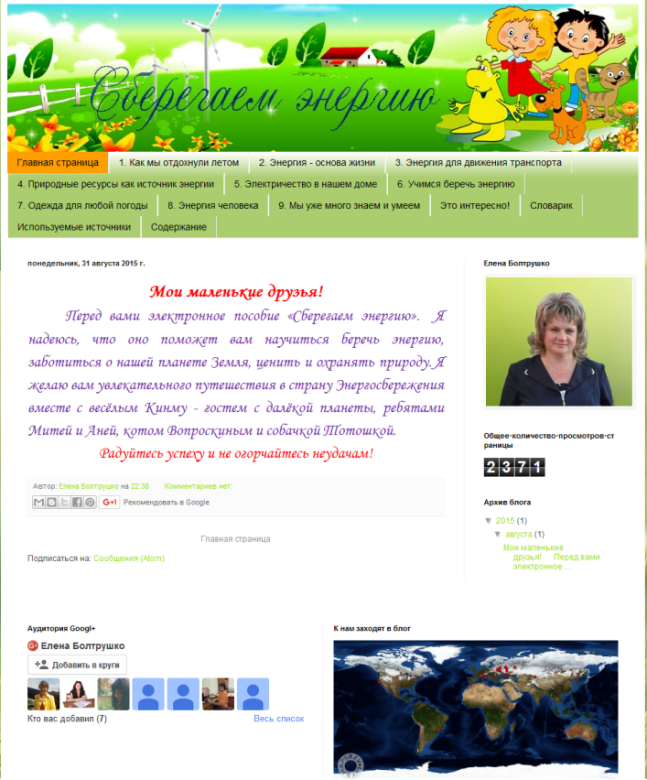 Сберегаем энергию
Главная страница
1. Как мы отдохнули летом
2. Энергия - основа жизни
3. Энергия для движения транспорта
4. Природные ресурсы как источник энергии
5. Электричество в нашем доме
6. Учимся беречь энергию
7. Одежда для любой погоды
8. Энергия человека
9. Мы уже много знаем и умеем
Это интересно!
Словарик
Используемые источники
Содержание
понедельник, 31 августа 2015 г.
Мои маленькие друзья!
Перед вами электронное пособие «Сберегаем энергию». Я
надеюсь, что оно поможет вам научиться беречь энергию,
заботиться о нашей планете Земля, ценить и охранять природу. Я
желаю вам увлекательного путешествия в страну Энергосбережения
вместе с весёлым Кинму - гостем с далёкой планеты, ребятами
Митей и Аней, котом Вопроскиным и собачкой Тотошкой.
Радуйтесь успеху и не огорчайтесь неудачам!
Автор: Елена Болтрушко на 22:38 Комментариев нет:
G+1 Рекомендовать в Google
Главная страница
Подписаться на: Сообщения (Atom)
Елена Болтрушко
Общее-количество-просмотров-ст
раницы
2371
Архив блога
▼ 2015 (1)
▼ августа (1)
Мои маленькие
друзья! Перед вами
электронное ...
Аудитория Googl+
Елена Болтрушко
Добавить в круги
Кто вас добавил (7) Весь список
К нам заходят в блог